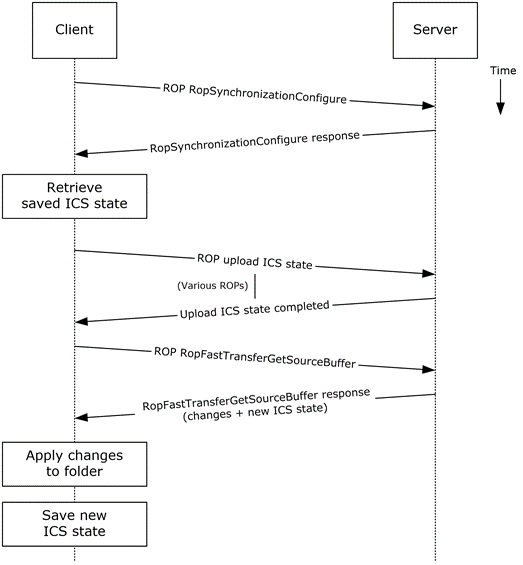 Client
Server
Time
ROP RopSynchronizationConfigure
RopSynchronizationConfigure response
Retrieve
saved ICS state
ROP upload ICS state
(Various ROPs)
Upload ICS state completed
ROP RopFastTransferGetSourceBuffer
RopFastTransferGetSourceBuffer response
(changes + new ICS state)
Apply changes
to folder
Save new
ICS state